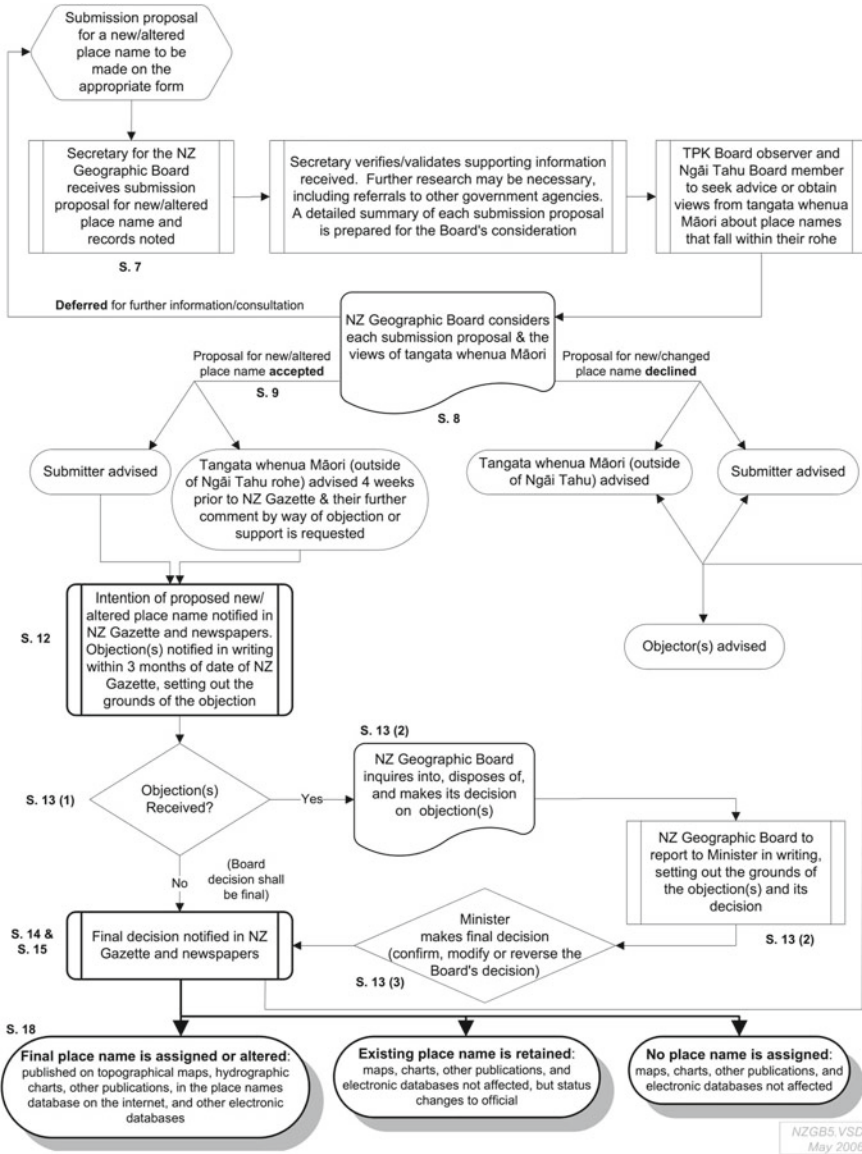 Submission proposal
for a new/altered
place name to be
made on the
appropriate form
Secretary for the NZ
Geographic Board
receives submission
proposal for new/altered
place name and
records noted
S. 7
Secretary verifies/validates supporting information
received. Further research may be necessary,
including referrals to other government agencies.
A detailed summary of each submission proposal
is prepared for the Board's consideration
TPK Board observer and
Ngāi Tahu Board member
to seek advice or obtain
views from tangata whenua
Māori about place names
that fall within their rohe
Deferred for further information/consultation
NZ Geographic Board considers
each submission proposal & the
views of tangata whenua Māori
S. 8
Proposal for new/altered
place name accepted
S. 9
Proposal for new/changed
place name declined
Submitter advised
Tangata whenua Māori (outside
of Ngāi Tahu rohe) advised 4 weeks
prior to NZ Gazette & their further
comment by way of objection or
support is requested
Tangata whenua Māori (outside
of Ngāi Tahu) advised
Submitter advised
Objector(s) advised
S. 12
Intention of proposed new/
altered place name notified in
NZ Gazette and newspapers.
Objection(s) notified in writing
within 3 months of date of NZ
Gazette, setting out the
grounds of the objection
S. 13 (1)
Objection(s)
Received?
Yes
S. 13 (2)
NZ Geographic Board
inquires into, disposes of,
and makes its decision
on objection(s)
NZ Geographic Board to
report to Minister in writing,
setting out the grounds of
the objection(s) and its
decision
S. 13 (2)
No
(Board
decision shall
be final)
Minister
makes final decision
(confirm, modify or reverse the
Board's decision)
S. 13 (3)
S. 14 &
S. 15
Final decision notified in NZ
Gazette and newspapers
S. 18
Final place name is assigned or altered:
published on topographical maps, hydrographic
charts, other publications, in the place names
database on the internet, and other electronic
databases
Existing place name is retained:
maps, charts, other publications, and
electronic databases not affected, but status
changes to official
No place name is assigned:
maps, charts, other publications, and
electronic databases not affected
NZGB5.VSD
May 2006